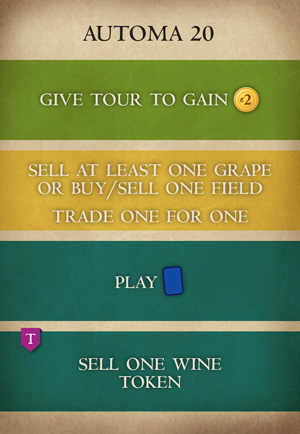 AUTOMA 20
GIVE TOUR TO GAIN 2
SELL AT LEAST ONE GRAPE
OR BUY/SELL ONE FIELD
TRADE ONE FOR ONE
PLAY
T
SELL ONE WINE
TOKEN